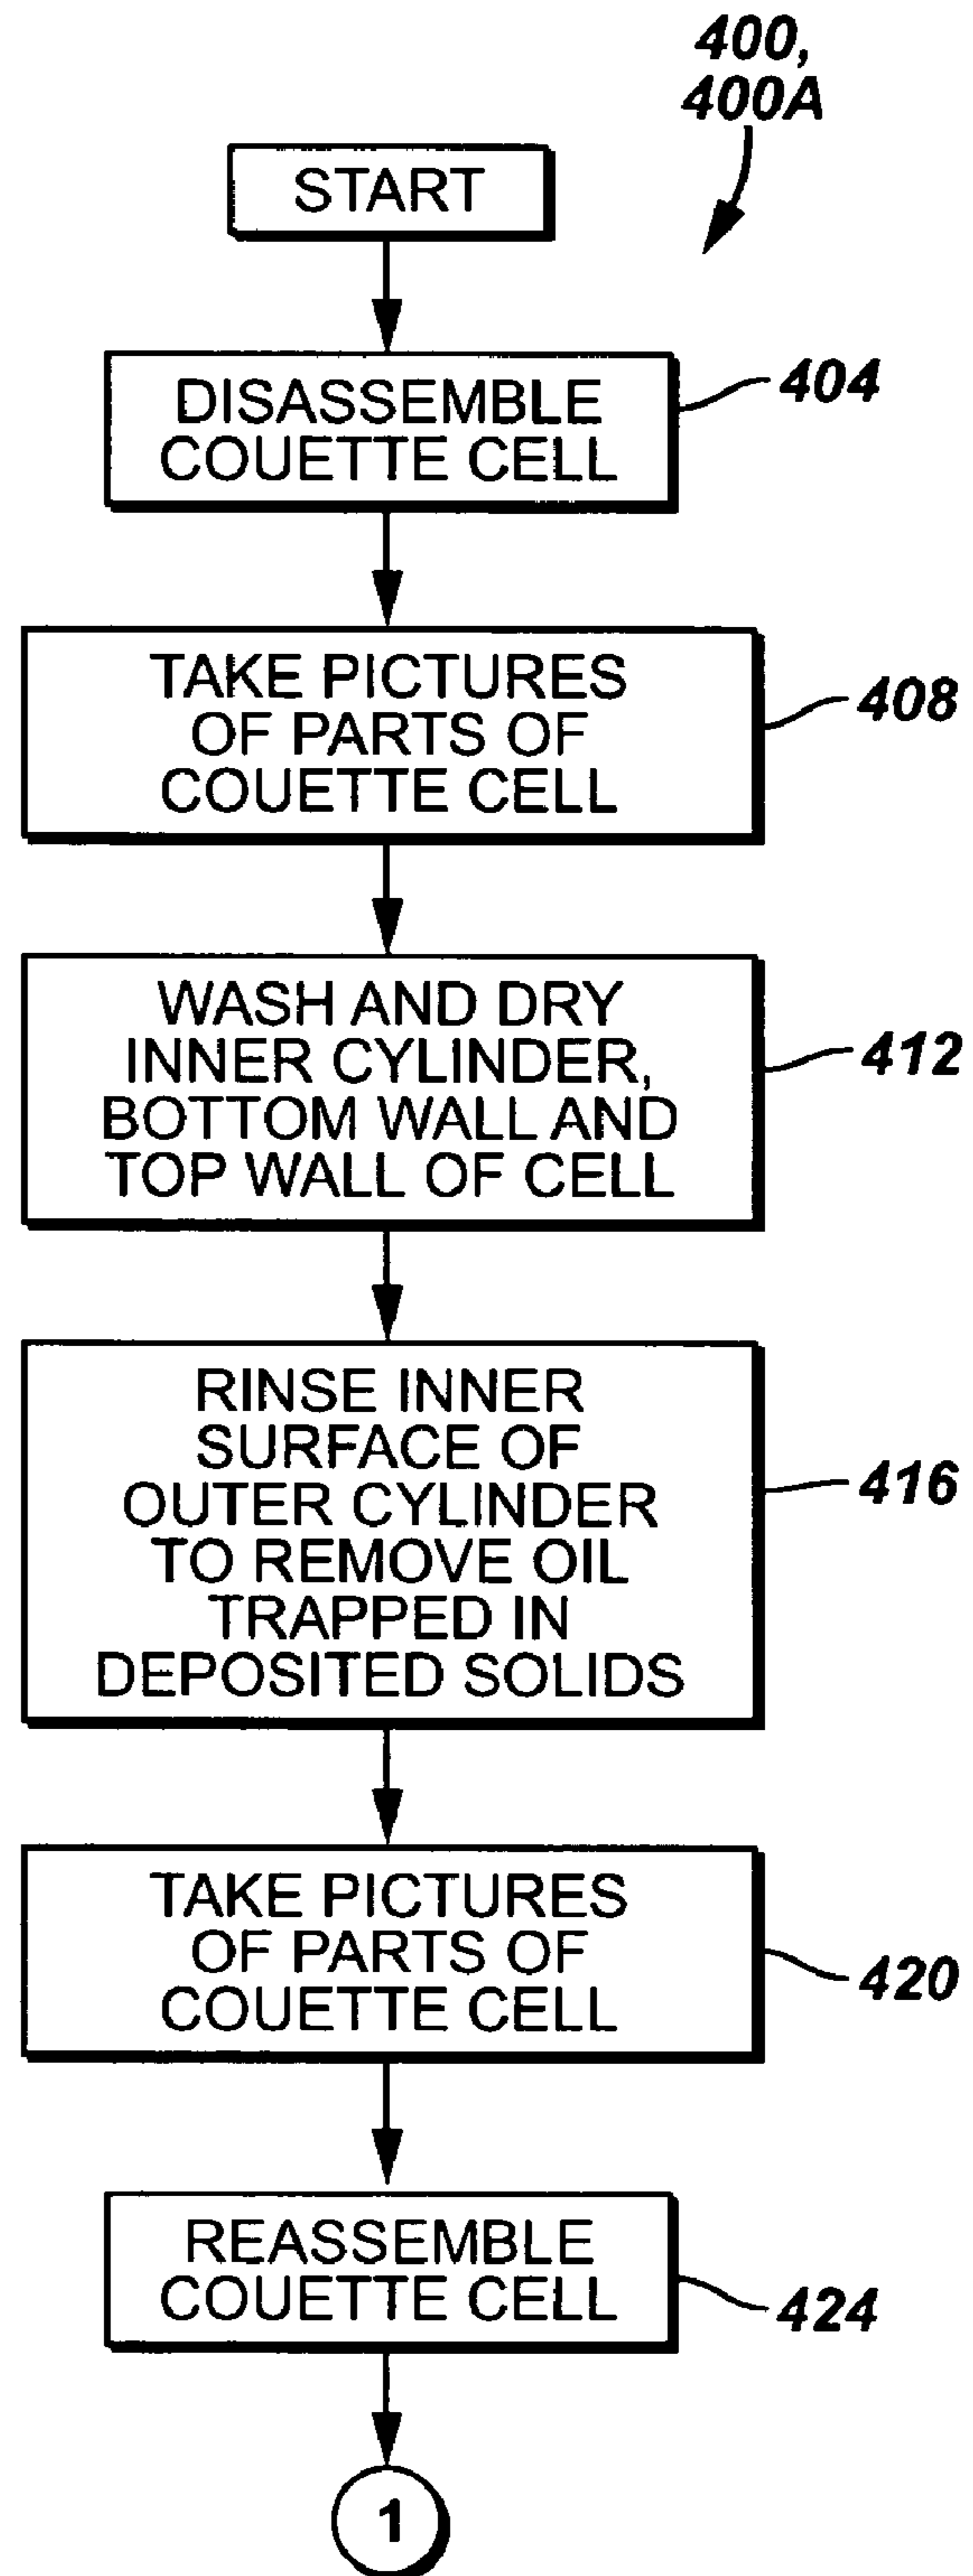 400,
400A
START
DISASSEMBLE
COUETTE CELL
404
TAKE PICTURES
OF PARTS OF
COUETTE CELL
408
WASH AND DRY
INNER CYLINDER,
BOTTOM WALL AND
TOP WALL OF CELL
412
RINSE INNER
SURFACE OF
OUTER CYLINDER
TO REMOVE OIL
TRAPPED IN
DEPOSITED SOLIDS
416
TAKE PICTURES
OF PARTS OF
COUETTE CELL
420
REASSEMBLE
COUETTE CELL
424
1